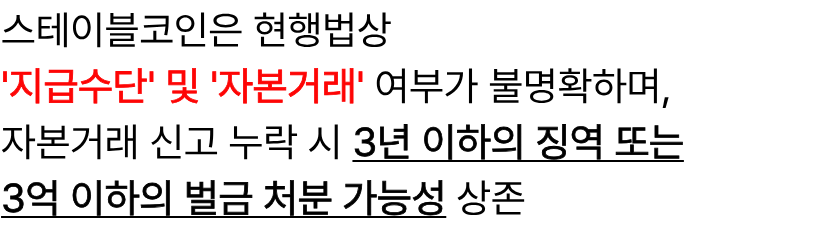 스테이블코인은 현행법상
'지급수단' 및 '자본거래' 여부가 불명확하며,
자본거래 신고 누락 시 3년 이하의 징역 또는
3억 이하의 벌금 처분 가능성 상존